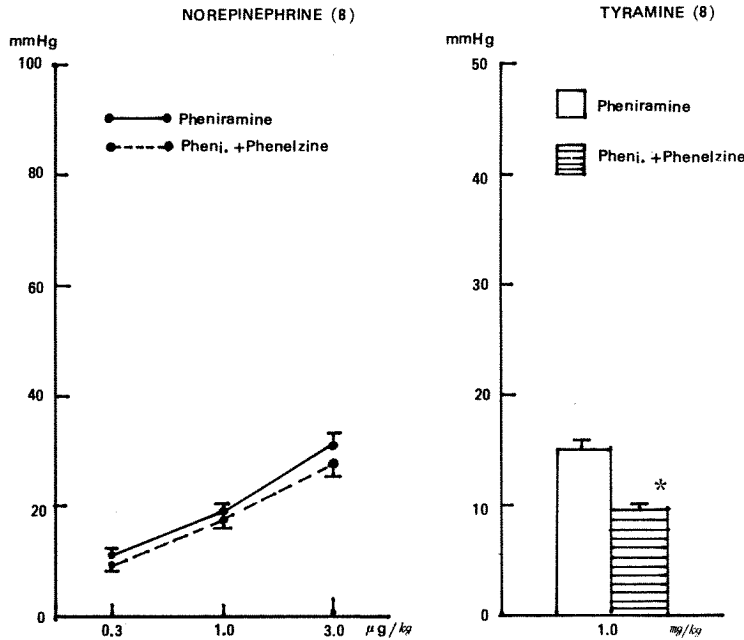 NOREPINEPHRINE (8)
mmHg
100
80
60
40
20
0
Pheniramine
Pheni. +Phenelzine
0.3 1.0 3.0 μg/kg
TYRAMINE (8)
mmHg
50
40
30
20
10
0
Pheniramine
Pheni. +Phenelzine
*
1.0 mg/kg